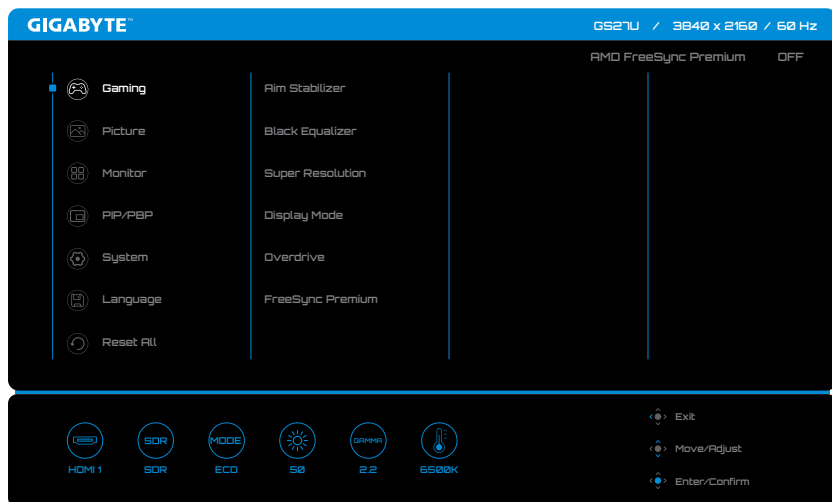 GIGABYTE™
GS27U / 3840 x 2160 / 60 Hz
AMD FreeSync Premium OFF
Gaming
Picture
Monitor
PIP/PBP
System
Language
Reset All
Aim Stabilizer
Black Equalizer
Super Resolution
Display Mode
Overdrive
FreeSync Premium
SDR
MODE
GAMMA
HDMI 1
SDR
ECO
50
2.2
6500K
Exit
Move/Adjust
Enter/Confirm